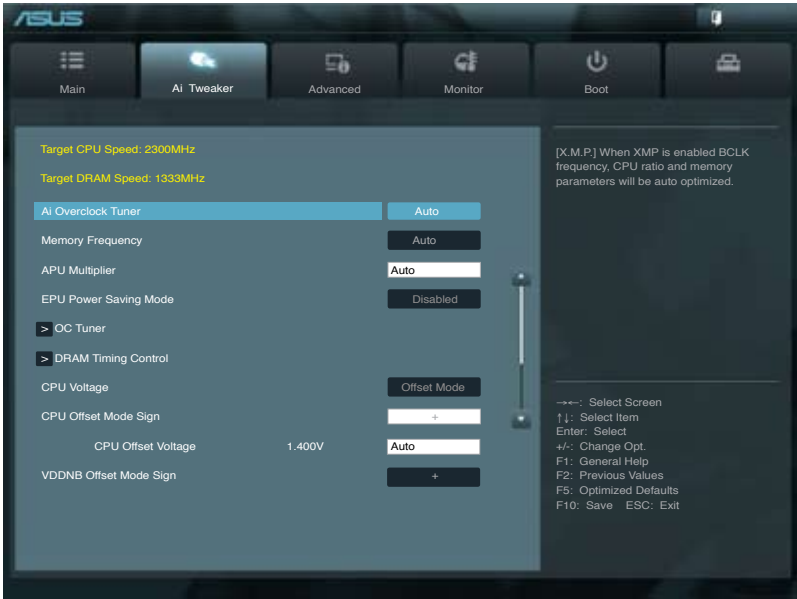 ASUS
Main Ai Tweaker Advanced Monitor Boot
Target CPU Speed: 2300MHz
Target DRAM Speed: 1333MHz
Ai Overclock Tuner Auto
Memory Frequency Auto
APU Multiplier Auto
EPU Power Saving Mode Disabled
> OC Tuner
> DRAM Timing Control
CPU Voltage Offset Mode
CPU Offset Mode Sign +
CPU Offset Voltage 1.400V Auto
VDDNB Offset Mode Sign +
[X.M.P.] When XMP is enabled BCLK
frequency, CPU ratio and memory
parameters will be auto optimized.
→←: Select Screen
↑↓: Select Item
Enter: Select
+/-: Change Opt.
F1: General Help
F2: Previous Values
F5: Optimized Defaults
F10: Save ESC: Exit